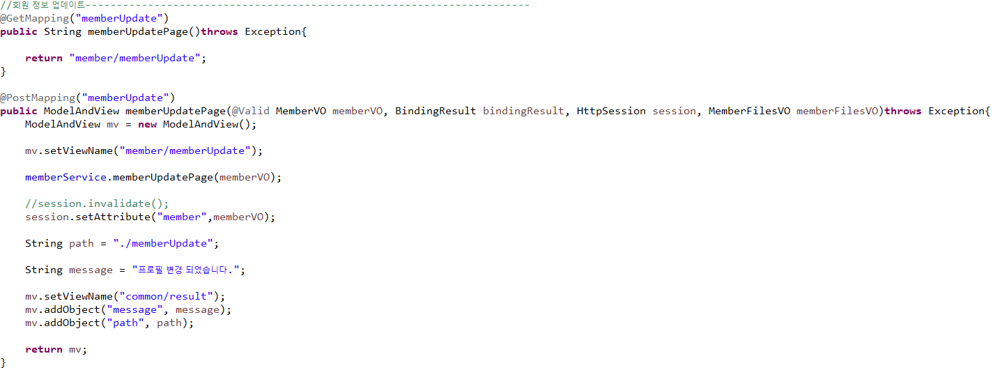 //회원 정보 업데이트-----------------------------------------------------------------------
@GetMapping("memberUpdate")
public String memberUpdatePage()throws Exception{
return "member/memberUpdate";
}
@PostMapping("memberUpdate")
public ModelAndView memberUpdatePage(@Valid MemberVO memberVO, BindingResult bindingResult, HttpSession session, MemberFilesVO memberFilesVO)throws Exception{
ModelAndView mv = new ModelAndView();
mv.setViewName("member/memberUpdate");
memberService.memberUpdatePage(memberVO);
//session.invalidate();
session.setAttribute("member",memberVO);
String path = "./memberUpdate";
String message = "프로필 변경 되었습니다.";
mv.setViewName("common/result");
mv.addObject("message", message);
mv.addObject("path", path);
return mv;
}